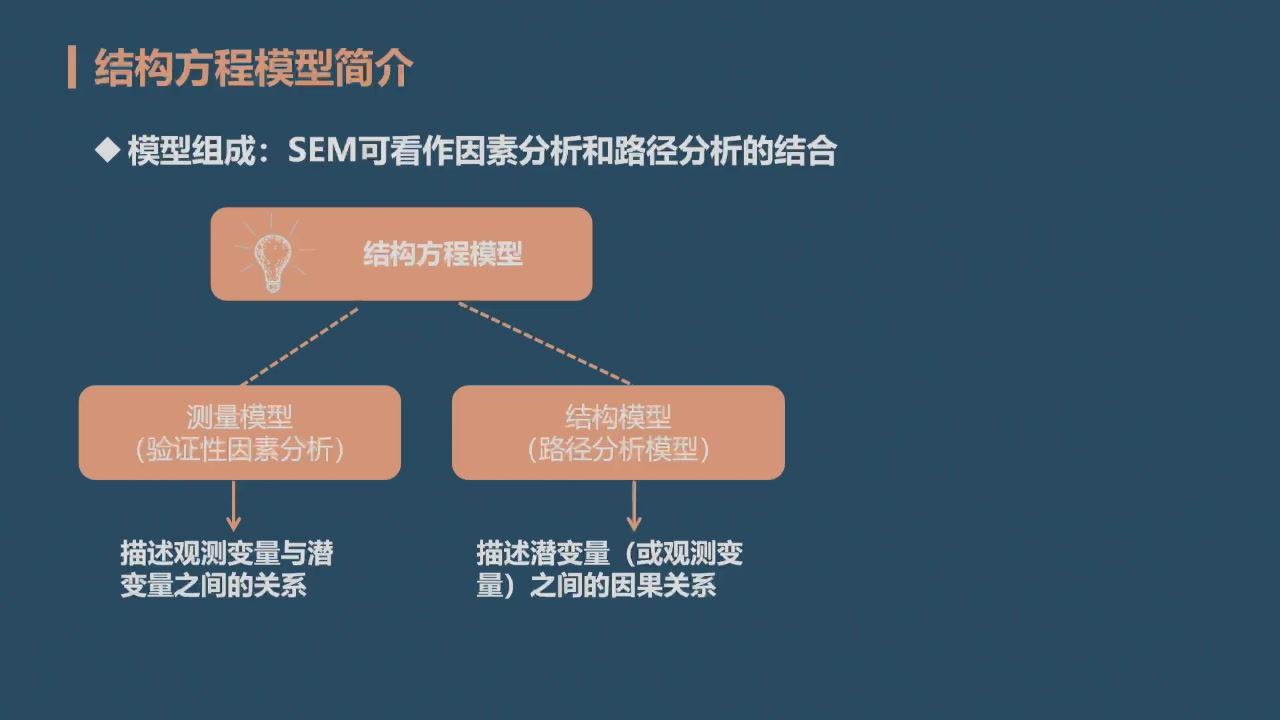 结构方程模型简介
◆ 模型组成：SEM可看作因素分析和路径分析的结合
结构方程模型
测量模型
（验证性因素分析）
结构模型
（路径分析模型）
描述观测变量与潜
变量之间的关系
描述潜变量（或观测变
量）之间的因果关系